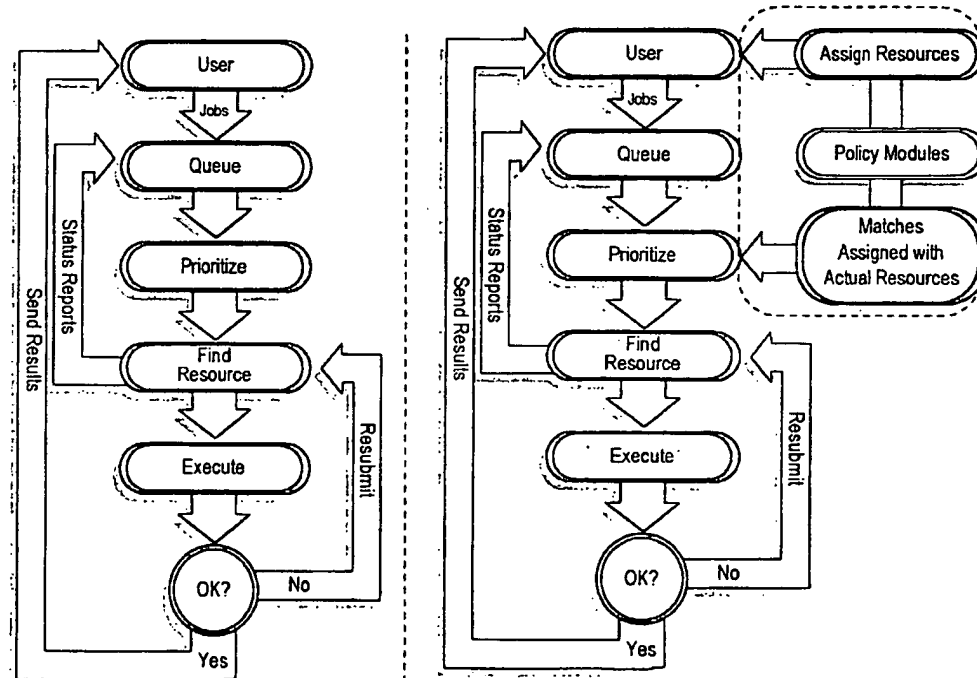 User
Jobs
Queue
Prioritize
Find
Resource
Execute
OK?
No
Yes
Resubmit
Status Reports
Send Results
User
Jobs
Queue
Prioritize
Find
Resource
Execute
OK?
No
Yes
Resubmit
Status Reports
Send Results
Assign Resources
Policy Modules
Matches
Assigned with
Actual Resources